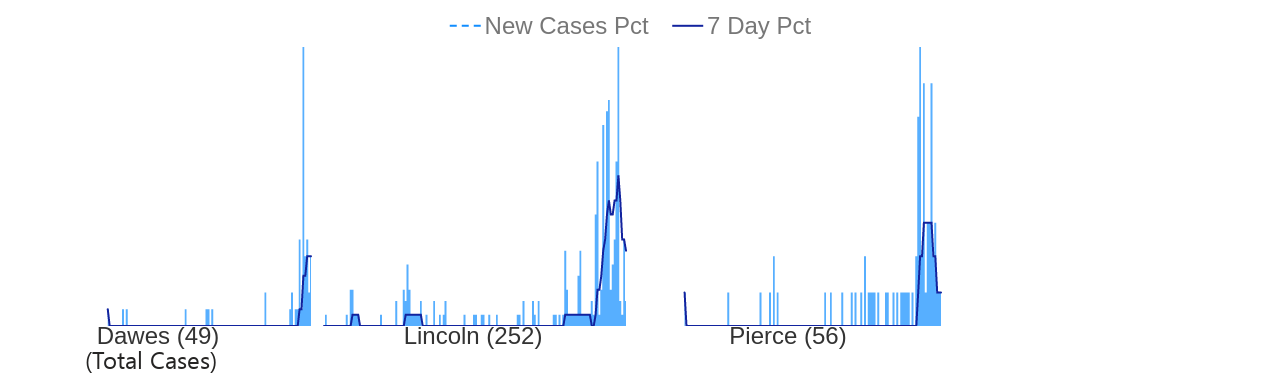 New Cases Pct 7 Day Pct
Dawes (49) Lincoln (252) Pierce (56)
(Total Cases)